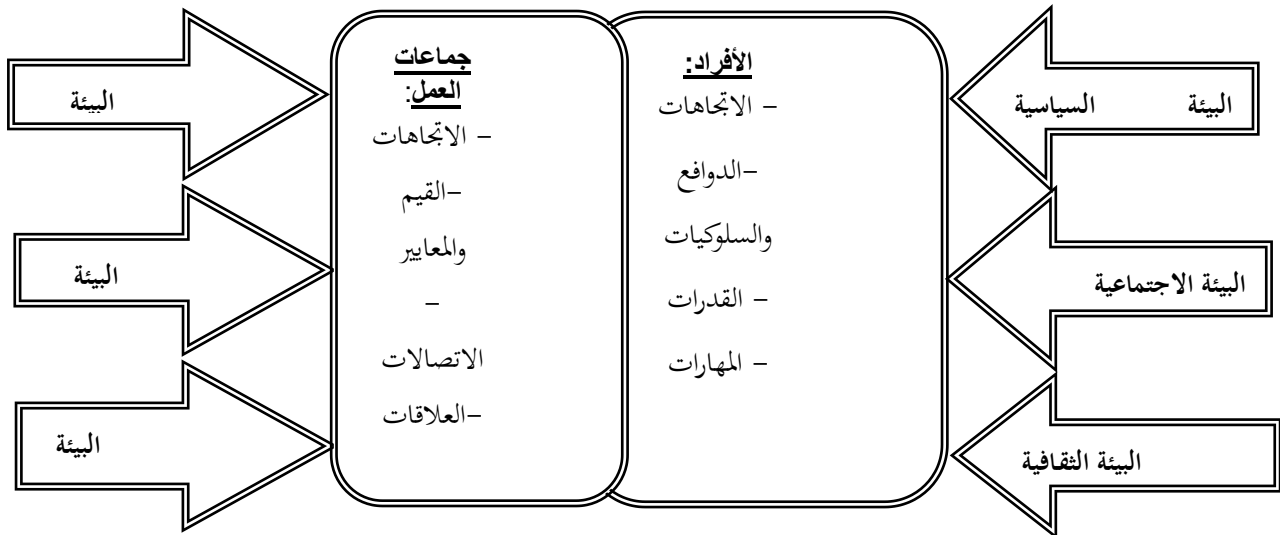 البيئة السياسية
البيئة الاجتماعية
البيئة الثقافية
الأفراد:
– الاتجاهات
–الدوافع
والسلوكيات
– القدرات
– المهارات
جماعات
العمل:
– الاتجاهات
–القيم
والمعايير
–
الاتصالات
–العلاقات
البيئة
البيئة
البيئة